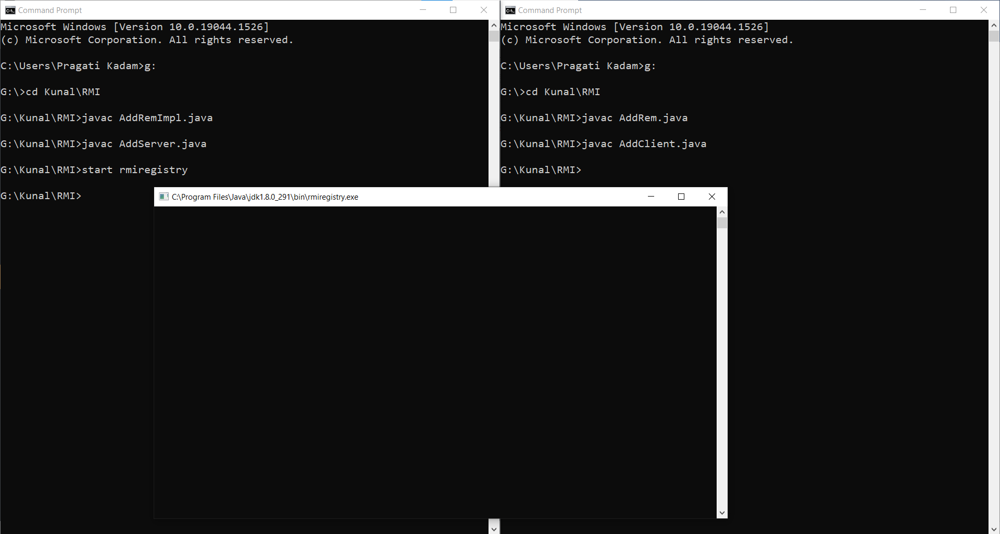 Command Prompt
Microsoft Windows [Version 10.0.19044.1526]
(c) Microsoft Corporation. All rights reserved.
C:\Users\Pragati Kadam>g:
G:\>cd Kunal\RMI
G:\Kunal\RMI>javac AddRemImpl.java
G:\Kunal\RMI>javac AddServer.java
G:\Kunal\RMI>start rmiregistry
G:\Kunal\RMI>
Command Prompt
Microsoft Windows [Version 10.0.19044.1526]
(c) Microsoft Corporation. All rights reserved.
C:\Users\Pragati Kadam>g:
G:\>cd Kunal\RMI
G:\Kunal\RMI>javac AddRem.java
G:\Kunal\RMI>javac AddClient.java
G:\Kunal\RMI>
C:\Program Files\Java\jdk1.8.0_291\bin\rmiregistry.exe